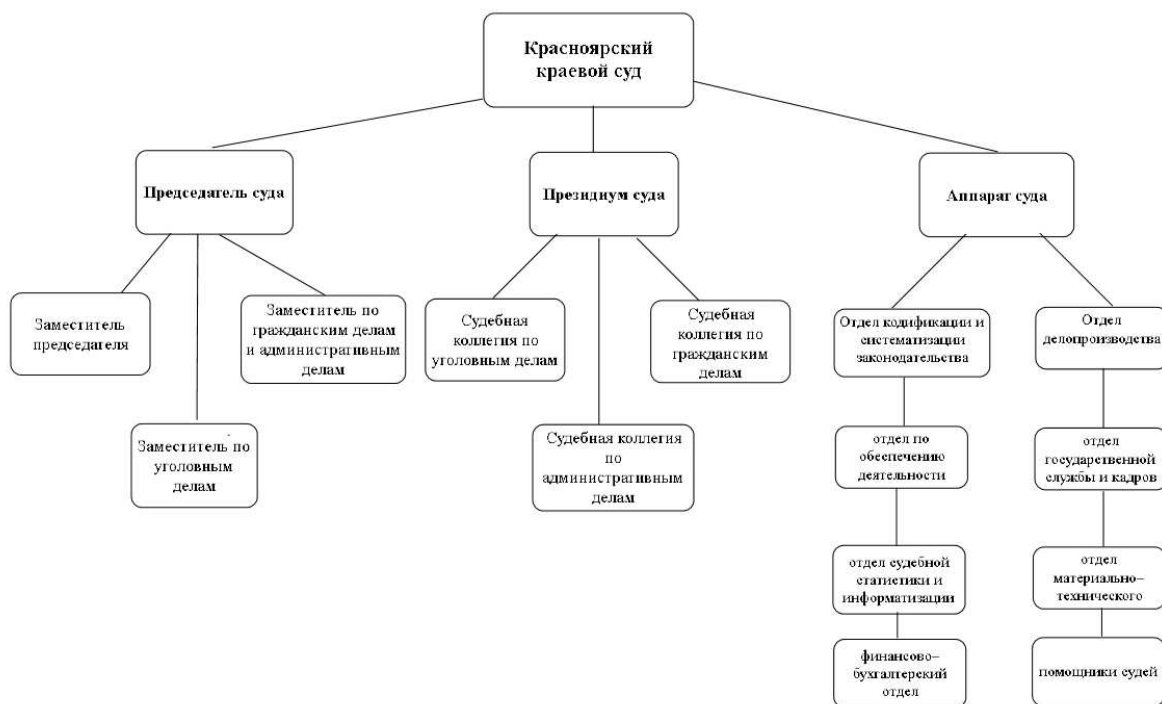 Красноярский
краевой суд
Председатель суда
Президиум суда
Аппарат суда
Заместитель
председателя
Заместитель по
гражданским делам
и административным
делам
Заместитель по
уголовным
делам
Судебная
коллегия по
уголовным делам
Судебная
коллегия по
гражданским
делам
Судебная коллегия
по
административным
делам
Отдел кодификации и
систематизации
законодательства
Отдел
делопроизводства
отдел по
обеспечению
деятельности
отдел
государственной
службы и кадров
отдел судебной
статистики и
информатизации
отдел
материально–
технического
финансово–
бухгалтерский
отдел
помощники судей